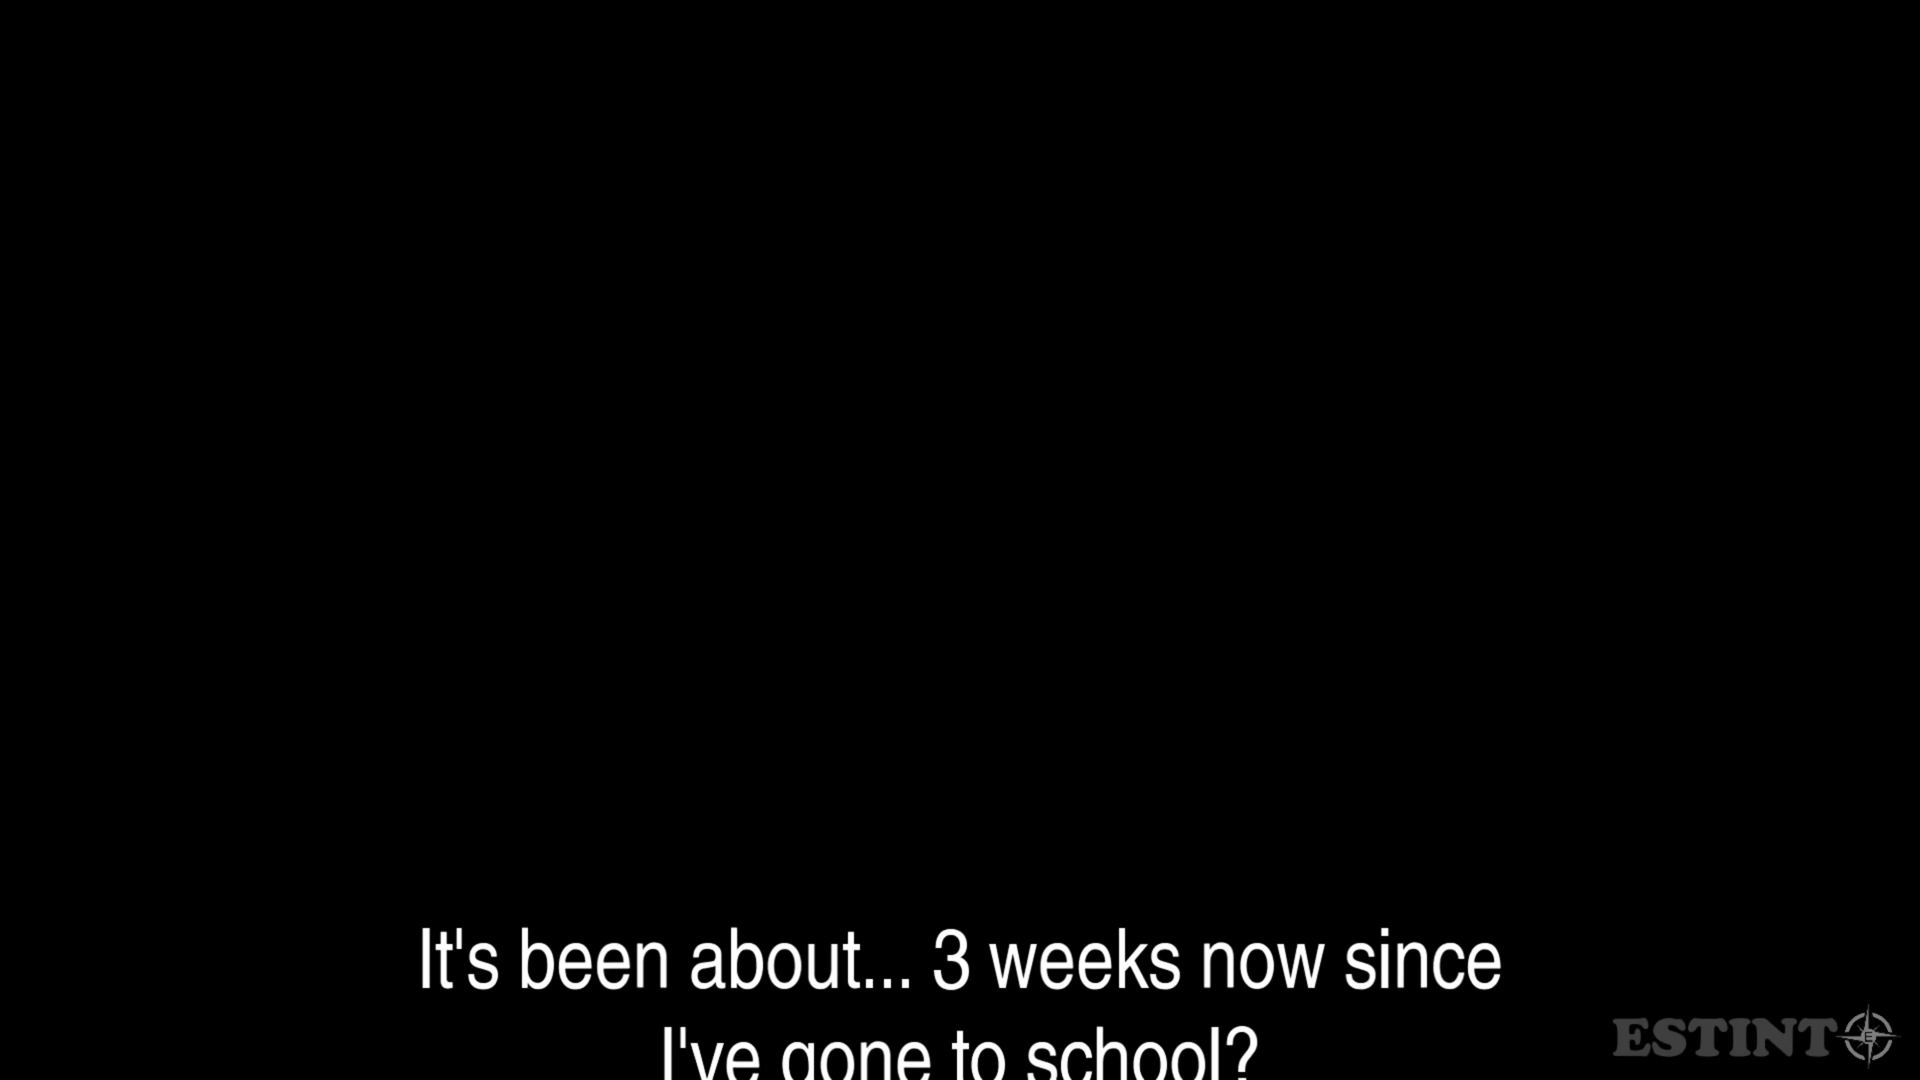 It's been about... 3 weeks now since
I've gone to school?
ESTINT
E